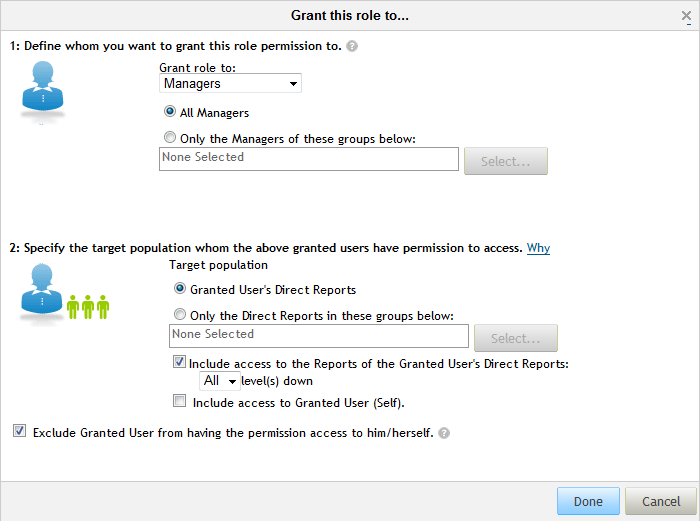 Grant this role to...
1: Define whom you want to grant this role permission to. ?
Grant role to:
Managers
All Managers
Only the Managers of these groups below:
None Selected
Select...
2: Specify the target population whom the above granted users have permission to access. Why
Target population
Granted User's Direct Reports
Only the Direct Reports in these groups below:
None Selected
Select...
Include access to the Reports of the Granted User's Direct Reports:
All level(s) down
Include access to Granted User (Self).
Exclude Granted User from having the permission access to him/herself. ?
Done
Cancel